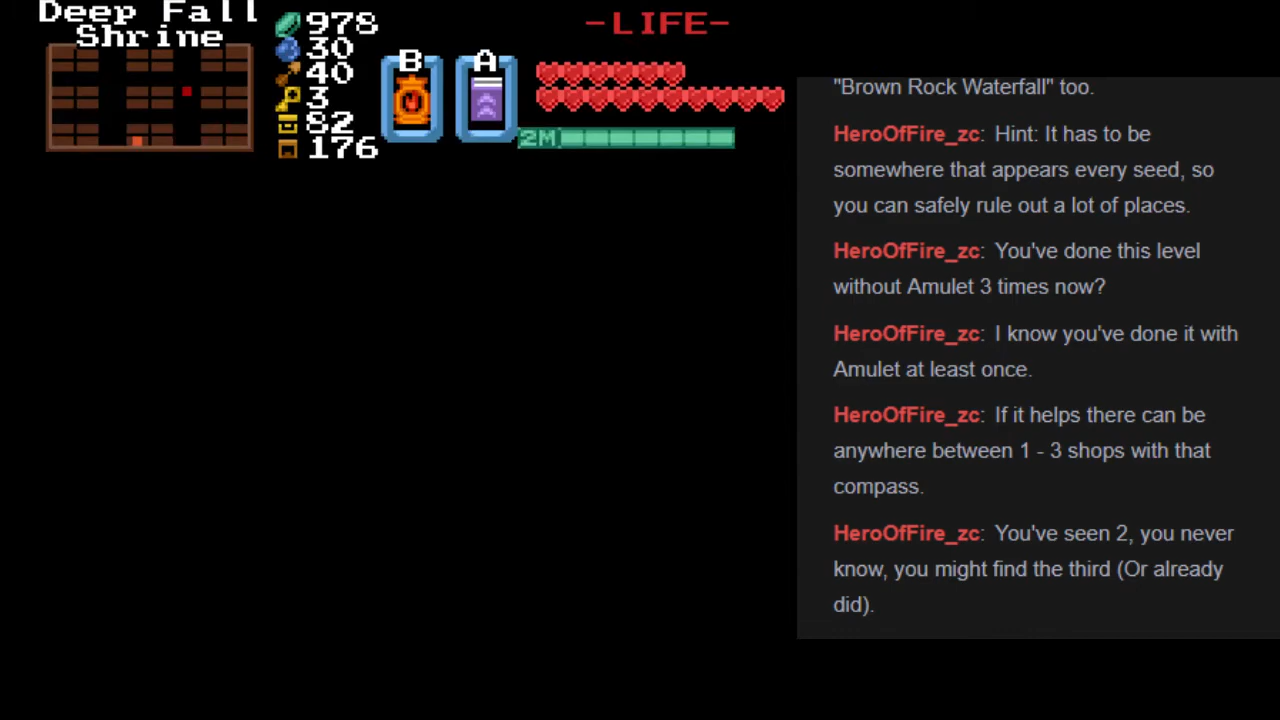 Deep Fall
Shrine
978
30
40
3
82
176
B
A
-LIFE-
2M
"Brown Rock Waterfall" too.
HeroOfFire_zc: Hint: It has to be
somewhere that appears every seed, so
you can safely rule out a lot of places.
HeroOfFire_zc: You've done this level
without Amulet 3 times now?
HeroOfFire_zc: I know you've done it with
Amulet at least once.
HeroOfFire_zc: If it helps there can be
anywhere between 1 - 3 shops with that
compass.
HeroOfFire_zc: You've seen 2, you never
know, you might find the third (Or already
did).